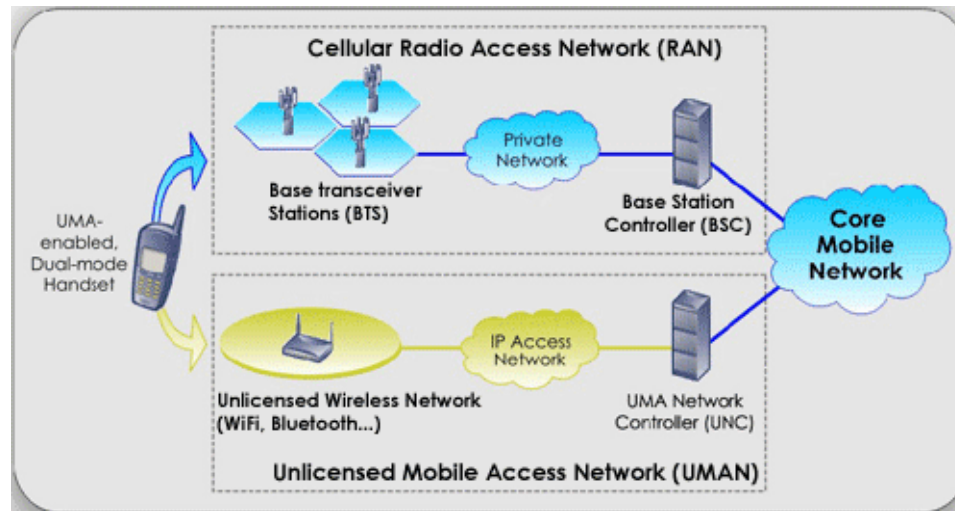 Cellular Radio Access Network (RAN)
Private
Network
Base transceiver
Stations (BTS)
Base Station
Controller (BSC)
UMA-
enabled,
Dual-mode
Handset
Core
Mobile
Network
IP Access
Network
Unlicensed Wireless Network
(WiFi, Bluetooth...)
UMA Network
Controller (UNC)
Unlicensed Mobile Access Network (UMAN)